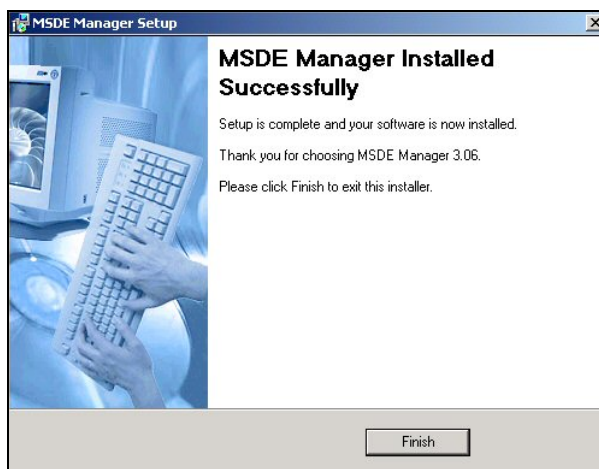 MSDE Manager Setup
MSDE Manager Installed
Successfully
Setup is complete and your software is now installed.
Thank you for choosing MSDE Manager 3.06.
Please click Finish to exit this installer.
Finish